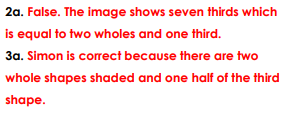 2a. False. The image shows seven thirds which
is equal to two wholes and one third.
3a. Simon is correct because there are two
whole shapes shaded and one half of the third
shape.